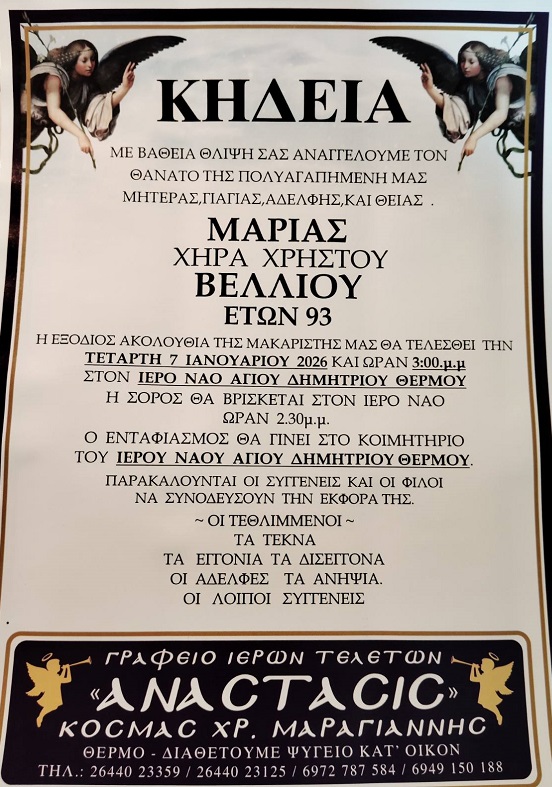 ΚΗΔΕΙΑ
ΜΕ ΒΑΘΕΙΑ ΘΛΙΨΗ ΣΑΣ ΑΝΑΓΓΕΛΟΥΜΕ ΤΟΝ
ΘΑΝΑΤΟ ΤΗΣ ΠΟΛΥΑΓΑΠΗΜΕΝΗ ΜΑΣ
ΜΗΤΕΡΑΣ,ΓΙΑΓΙΑΣ,ΑΔΕΛΦΗΣ,ΚΑΙ ΘΕΙΑΣ .
ΜΑΡΙΑΣ
ΧΗΡΑ ΧΡΗΣΤΟΥ
ΒΕΛΛΙΟΥ
ΕΤΩΝ 93
Η ΕΞΟΔΙΟΣ ΑΚΟΛΟΥΘΙΑ ΤΗΣ ΜΑΚΑΡΙΣΤΗΣ ΜΑΣ ΘΑ ΤΕΛΕΣΘΕΙ ΤΗΝ
ΤΕΤΑΡΤΗ 7 ΙΑΝΟΥΑΡΙΟΥ 2026 ΚΑΙ ΩΡΑΝ 3:00.μ.μ
ΣΤΟΝ ΙΕΡΟ ΝΑΟ ΑΓΙΟΥ ΔΗΜΗΤΡΙΟΥ ΘΕΡΜΟΥ
Η ΣΟΡΟΣ ΘΑ ΒΡΙΣΚΕΤΑΙ ΣΤΟΝ ΙΕΡΟ ΝΑΟ
ΩΡΑΝ 2.30μ.μ.
Ο ΕΝΤΑΦΙΑΣΜΟΣ ΘΑ ΓΙΝΕΙ ΣΤΟ ΚΟΙΜΗΤΗΡΙΟ
ΤΟΥ ΙΕΡΟΥ ΝΑΟΥ ΑΓΙΟΥ ΔΗΜΗΤΡΙΟΥ ΘΕΡΜΟΥ.
ΠΑΡΑΚΑΛΟΥΝΤΑΙ ΟΙ ΣΥΓΓΕΝΕΙΣ ΚΑΙ ΟΙ ΦΙΛΟΙ
ΝΑ ΣΥΝΟΔΕΥΣΟΥΝ ΤΗΝ ΕΚΦΟΡΑ ΤΗΣ.
~ ΟΙ ΤΕΘΛΙΜΜΕΝΟΙ ~
ΤΑ ΤΕΚΝΑ
ΤΑ ΕΓΓΟΝΙΑ ΤΑ ΔΙΣΕΓΓΟΝΑ
ΟΙ ΑΔΕΛΦΕΣ ΤΑ ΑΝΗΨΙΑ.
ΟΙ ΛΟΙΠΟΙ ΣΥΓΓΕΝΕΙΣ
ΓΡΑΦΕΙΟ ΙΕΡΩΝ ΤΕΛΕΤΩΝ
«ΑΝΑCΤΑCΙC»
ΚΟCΜΑC ΧΡ. ΜΑΡΑΓΙΑΝΝΗC
ΘΕΡΜΟ - ΔΙΑΘΕΤΟΥΜΕ ΨΥΓΕΙΟ ΚΑΤ' ΟΙΚΟΝ
ΤΗΛ.: 26440 23359 / 26440 23125 / 6972 787 584 / 6949 150 188